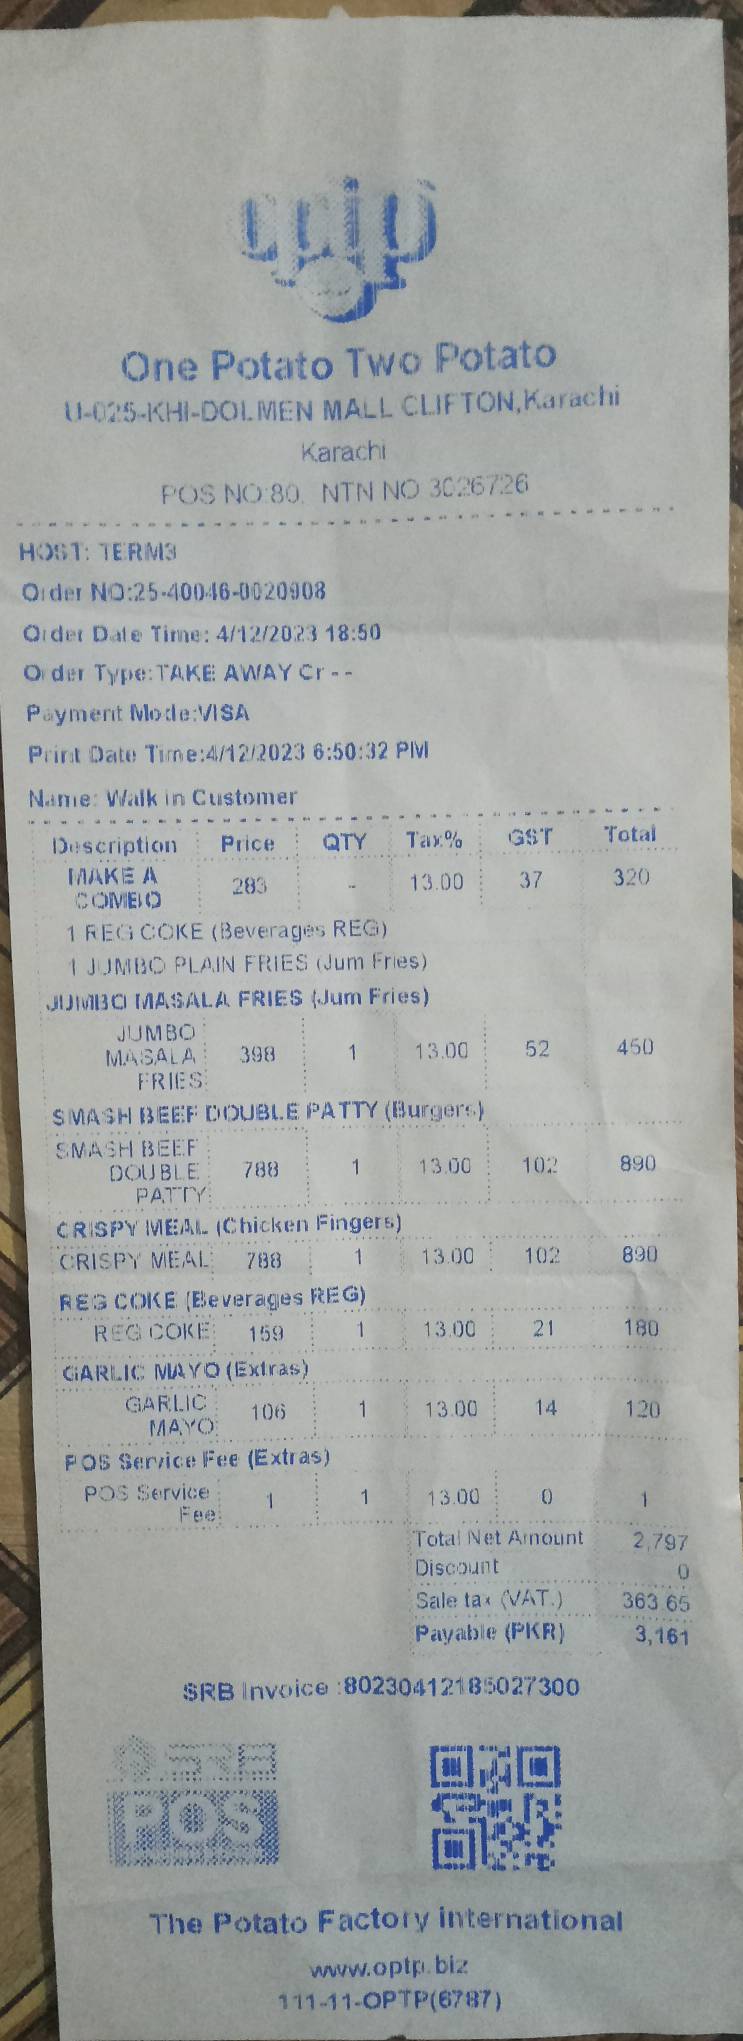 optp
One Potato Two Potato
U-025-KHI-DOLMEN MALL CLIFTON,Karachi
Karachi
POS NO:80. NTN NO 3026726
HOST: TERM3
Order NO:25-40046-0020908
Order Date Time: 4/12/2023 18:50
Order Type:TAKE AWAY Cr--
Payment Mode:VISA
Print Date Time:4/12/2023 6:50:32 PM
Name: Walk in Customer
Description Price QTY Tax% GST Total
MAKE A COMBO 283 - 13.00 37 320
1 REG COKE (Beverages REG)
1 JUMBO PLAIN FRIES (Jum Fries)
JUMBO MASALA FRIES (Jum Fries)
JUMBO MASALA FRIES 398 1 13.00 52 450
SMASH BEEF DOUBLE PATTY (Burgers)
SMASH BEEF DOUBLE PATTY 788 1 13.00 102 890
CRISPY MEAL (Chicken Fingers)
CRISPY MEAL 788 1 13.00 102 890
REG COKE (Beverages REG)
REG COKE 159 1 13.00 21 180
GARLIC MAYO (Extras)
GARLIC MAYO 106 1 13.00 14 120
POS Service Fee (Extras)
POS Service Fee 1 1 13.00 0 1
Total Net Amount 2,797
Discount 0
Sale tax (VAT.) 363.65
Payable (PKR) 3,161
SRB Invoice :80230412185027300
POS
The Potato Factory international
www.optp.biz
111-11-OPTP(6787)